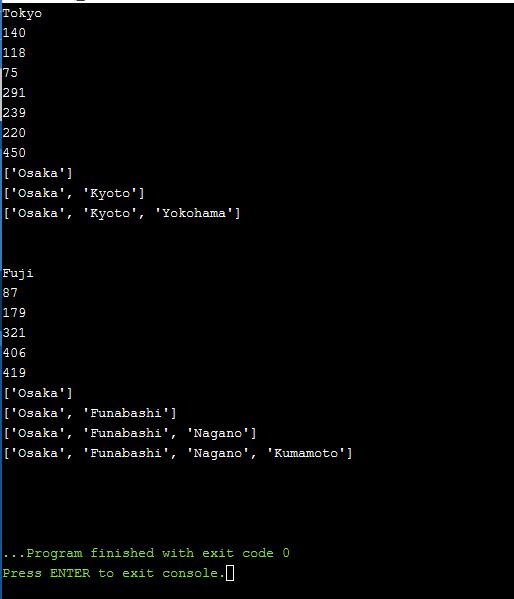 Tokyo
140
118
75
291
239
220
450
['Osaka']
['Osaka', 'Kyoto']
['Osaka', 'Kyoto', 'Yokohama']
Fuji
87
179
321
406
419
['Osaka']
['Osaka', 'Funabashi']
['Osaka', 'Funabashi', 'Nagano']
['Osaka', 'Funabashi', 'Nagano', 'Kumamoto']
...Program finished with exit code 0
Press ENTER to exit console.